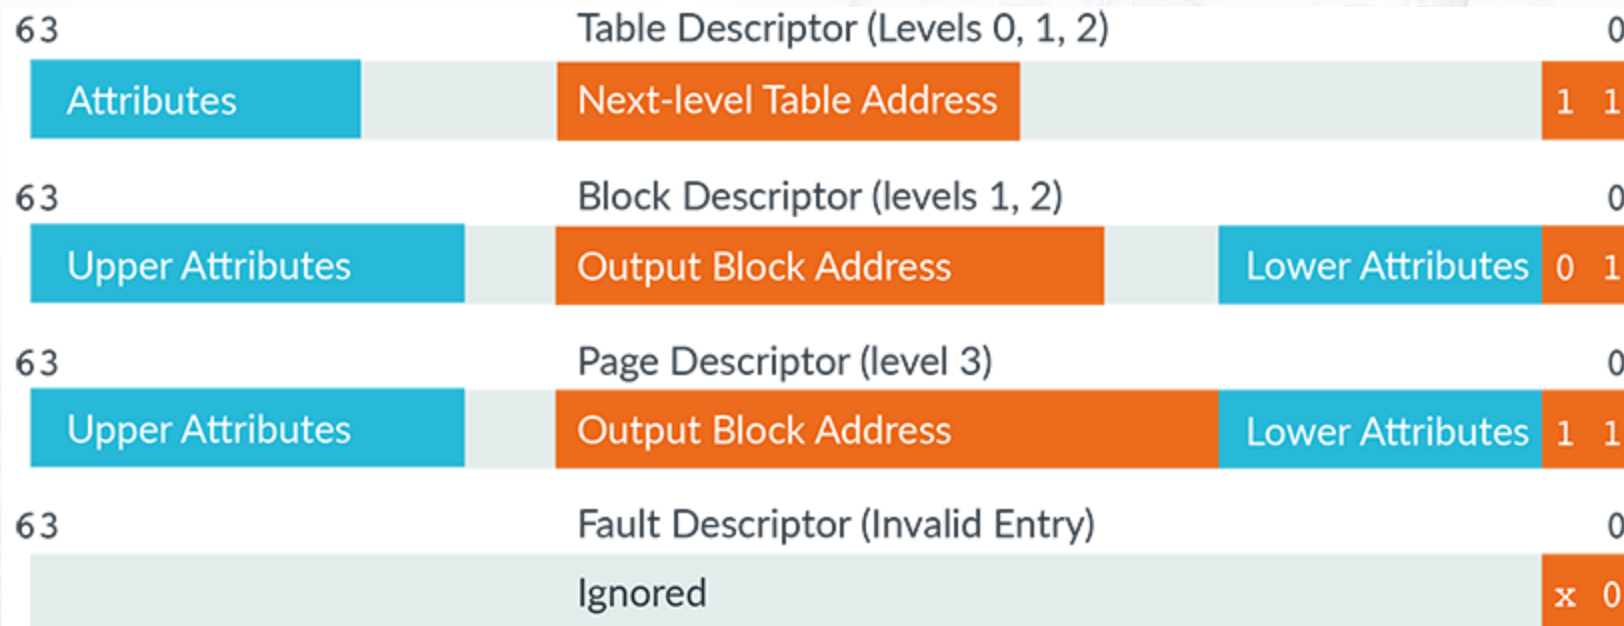 63 Table Descriptor (Levels 0, 1, 2) 0
Attributes Next-level Table Address 1 1
63 Block Descriptor (levels 1, 2) 0
Upper Attributes Output Block Address Lower Attributes 0 1
63 Page Descriptor (level 3) 0
Upper Attributes Output Block Address Lower Attributes 1 1
63 Fault Descriptor (Invalid Entry) 0
Ignored x 0